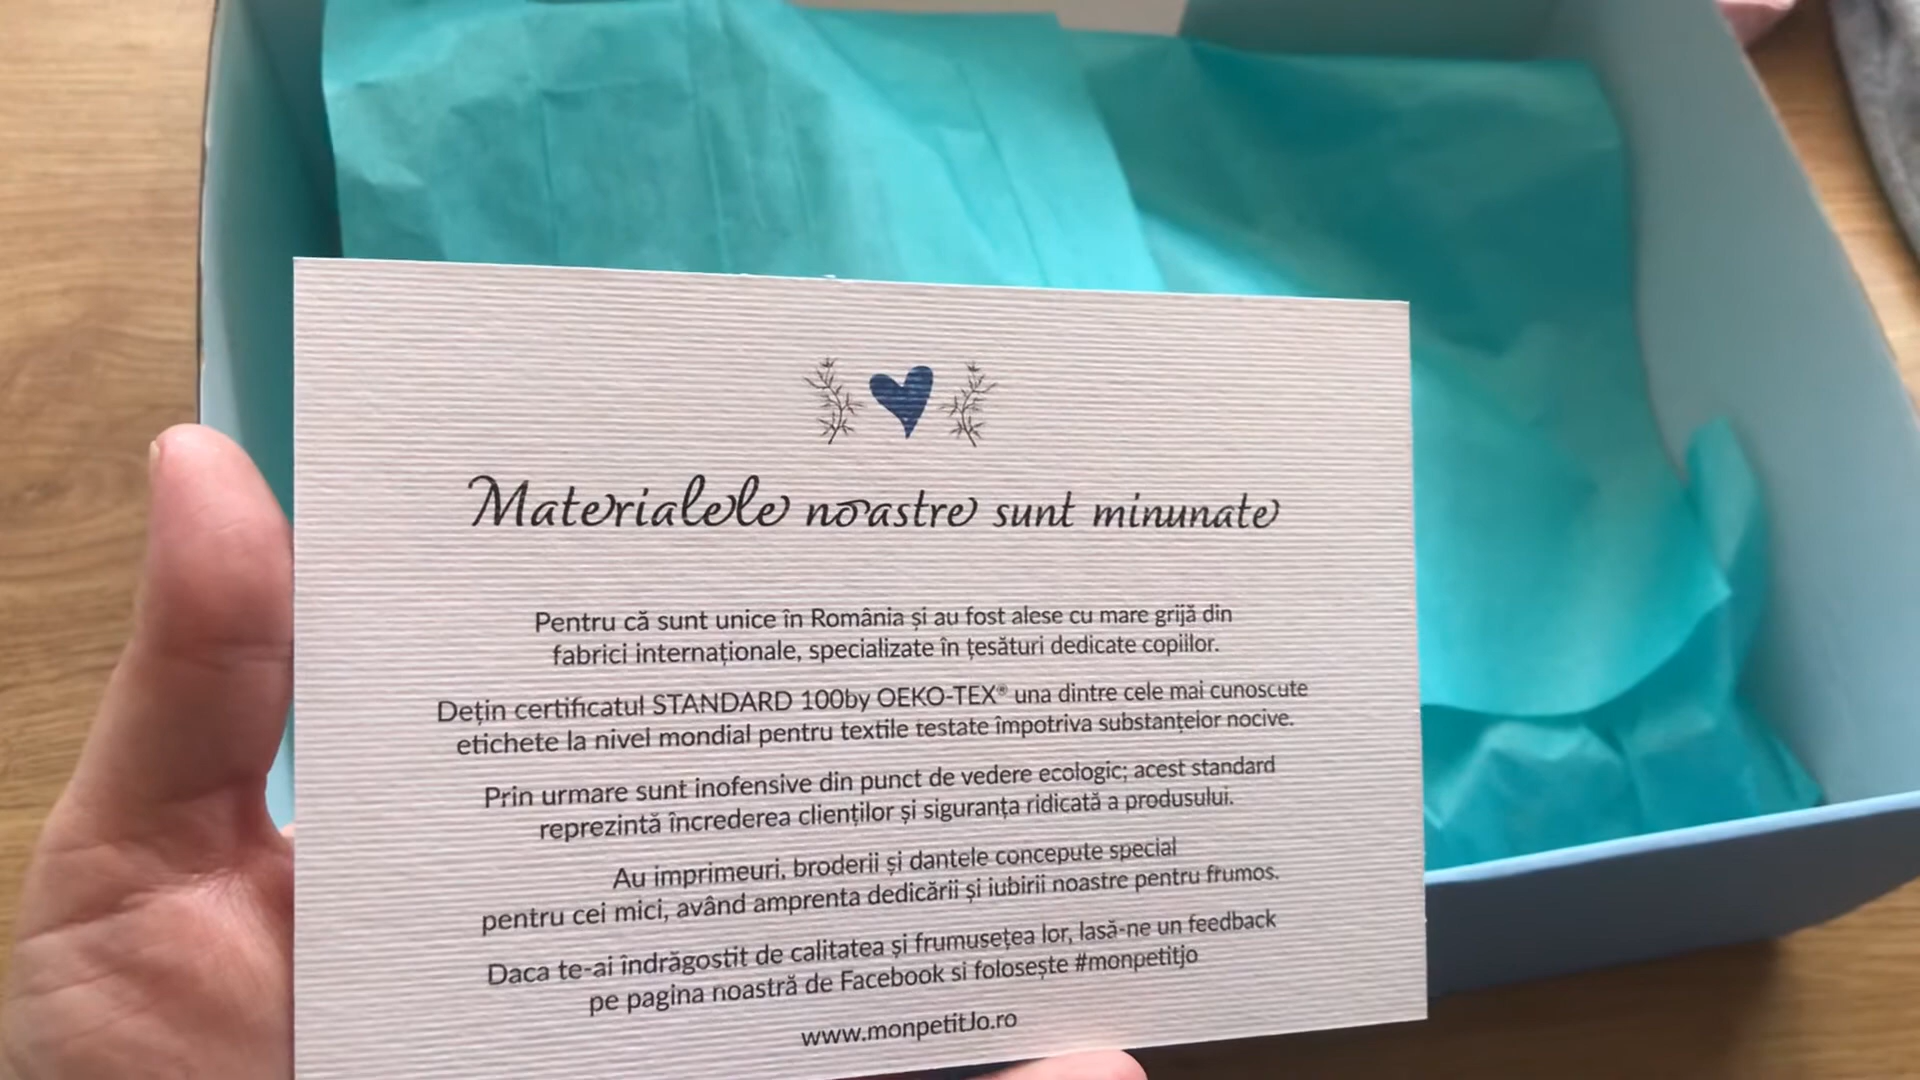 Materialele noastre sunt minunate
Pentru că sunt unice în România și au fost alese cu mare grijă din
fabrici internaționale, specializate în țesături dedicate copiilor.
Dețin certificatul STANDARD 100by OEKO-TEX® una dintre cele mai cunoscute
etichete la nivel mondial pentru textile testate împotriva substanțelor nocive.
Prin urmare sunt inofensive din punct de vedere ecologic; acest standard
reprezintă încrederea clienților și siguranța ridicată a produsului.
Au imprimeuri, broderii și dantele concepute special
pentru cei mici, având amprenta dedicării și iubirii noastre pentru frumos.
Daca te-ai îndrăgostit de calitatea și frumusețea lor, lasă-ne un feedback
pe pagina noastră de Facebook si folosește #monpetitjo
www.monpetitJo.ro